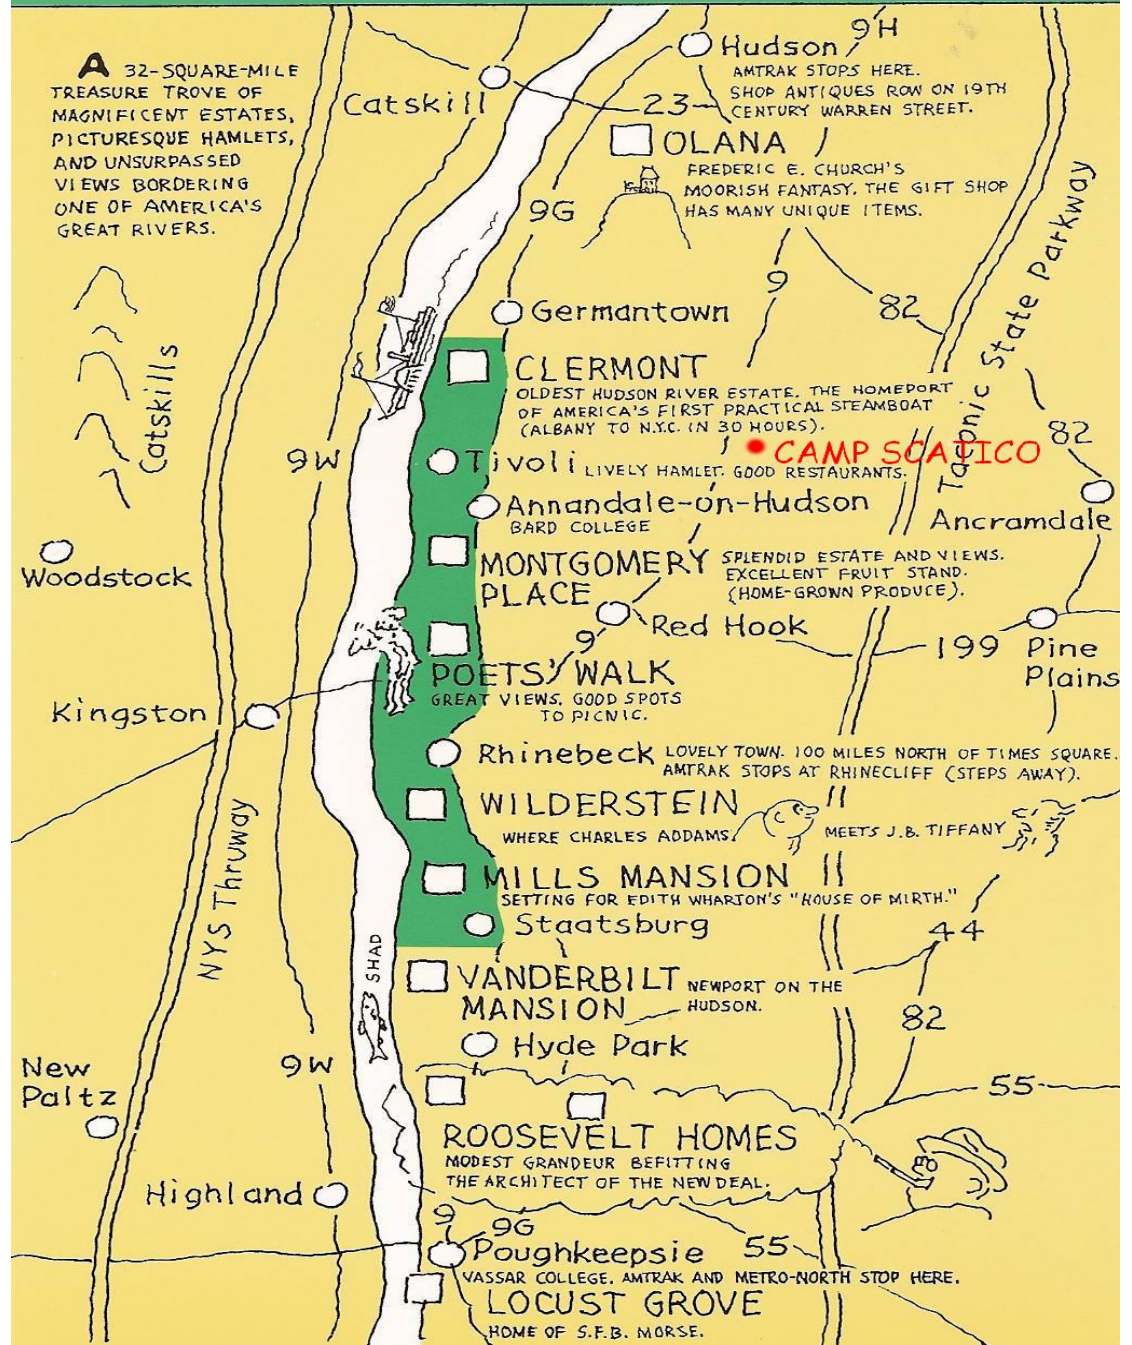 9H
Hudson
AMTRAK STOPS HERE.
SHOP ANTIQUES ROW ON 19TH
CENTURY WARREN STREET.
A 32-SQUARE-MILE
TREASURE TROVE OF
MAGNIFICENT ESTATES,
PICTURESQUE HAMLETS,
AND UNSURPASSED
VIEWS BORDERING
ONE OF AMERICA'S
GREAT RIVERS.
Catskill
23
OLANA
FREDERIC E. CHURCH'S
MOORISH FANTASY. THE GIFT SHOP
HAS MANY UNIQUE ITEMS.
9G
9
82
Taconic State Parkway
Germantown
Catskills
CLERMONT
OLDEST HUDSON RIVER ESTATE. THE HOMEPORT
OF AMERICA'S FIRST PRACTICAL STEAMBOAT
(ALBANY TO N.Y.C. IN 30 HOURS).
82
CAMP SCATICO
9W
Tivoli LIVELY HAMLET. GOOD RESTAURANTS.
Annandale-on-Hudson
BARD COLLEGE
Ancramdale
Woodstock
MONTGOMERY
PLACE
SPLENDID ESTATE AND VIEWS.
EXCELLENT FRUIT STAND.
(HOME-GROWN PRODUCE).
Red Hook
9
199
Pine
Plains
POETS' WALK
GREAT VIEWS. GOOD SPOTS
TO PICNIC.
Kingston
Rhinebeck LOVELY TOWN. 100 MILES NORTH OF TIMES SQUARE.
AMTRAK STOPS AT RHINECLIFF (STEPS AWAY).
WILDERSTEIN
WHERE CHARLES ADDAMS MEETS J.B. TIFFANY
NYS Thruway
MILLS MANSION
SETTING FOR EDITH WHARTON'S "HOUSE OF MIRTH."
Staatsburg
44
SHAD
VANDERBILT
MANSION
NEWPORT ON THE
HUDSON.
82
Hyde Park
New
Paltz
9W
55
ROOSEVELT HOMES
MODEST GRANDEUR BEFITTING
THE ARCHITECT OF THE NEW DEAL.
Highland
9
9G
Poughkeepsie
55
VASSAR COLLEGE. AMTRAK AND METRO-NORTH STOP HERE.
LOCUST GROVE
HOME OF S.F.B. MORSE.